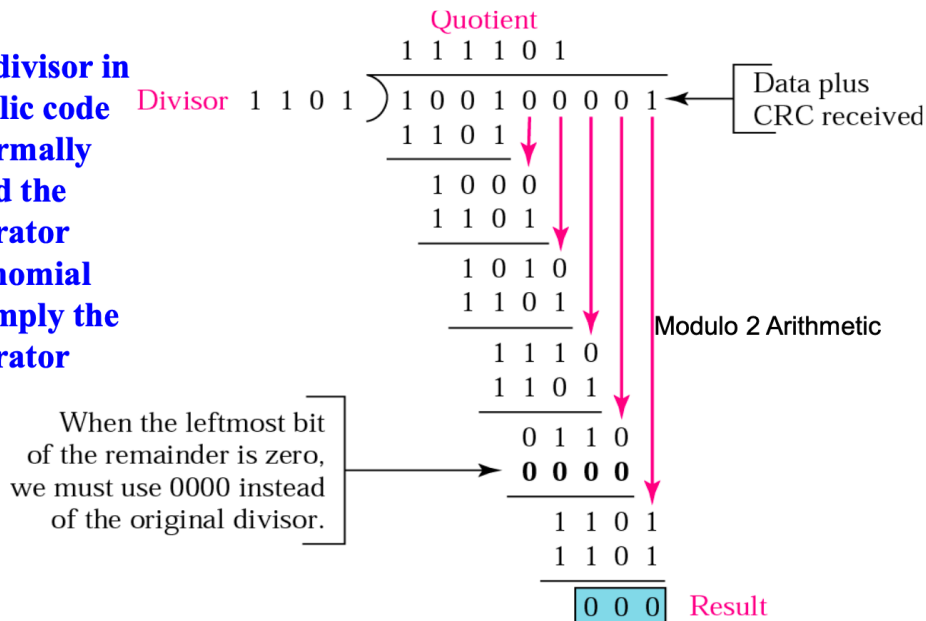 Quotient
1 1 1 1 0 1
divisor in
lic code
rmally
d the
rator
nomial
mply the
rator
Divisor 1 1 0 1 ) 1 0 0 1 0 0 0 0 1
Data plus
CRC received
1 1 0 1
1 0 0 0
1 1 0 1
1 0 1 0
1 1 0 1
Modulo 2 Arithmetic
1 1 1 0
1 1 0 1
When the leftmost bit
of the remainder is zero,
we must use 0000 instead
of the original divisor.
0 1 1 0
0 0 0 0
1 1 0 1
1 1 0 1
0 0 0 Result